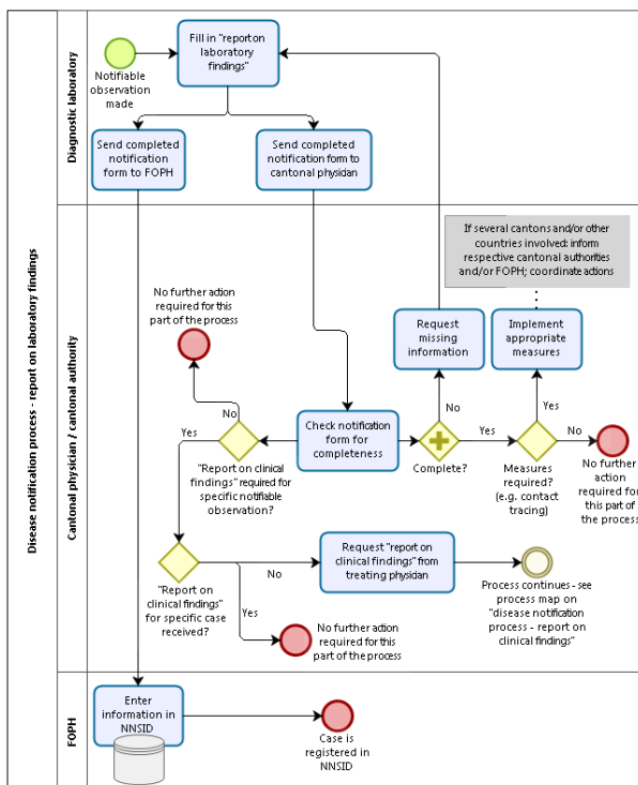 Disease notification process - report on laboratory findings
Diagnostic laboratory
Notifiable
observation
made
Fill in "report on
laboratory
findings"
Send completed
notification
form to FOPH
Send completed
notification form to
cantonal physician
Cantonal physician / cantonal authority
If several cantons and/or other
countries involved: inform
respective cantonal authorities
and/or FOPH; coordinate actions
No further action
required for this
part of the process
Request
missing
information
Implement
appropriate
measures
No
No
Yes
Yes
Check notification
form for
completeness
Yes
No
"Report on clinical
findings" required for
specific notifiable
observation?
Complete?
Measures
required?
(e.g. contact
tracing)
No further
action
required for
this part of
the process
Request "report on
clinical findings" from
treating physician
No
"Report on
clinical findings"
for specific case
received?
Yes
No further action
required for this
part of the process
Process continues - see
process map on
"disease notification
process - report on
clinical findings"
FOPH
Enter
information in
NNSID
Case is
registered in
NNSID